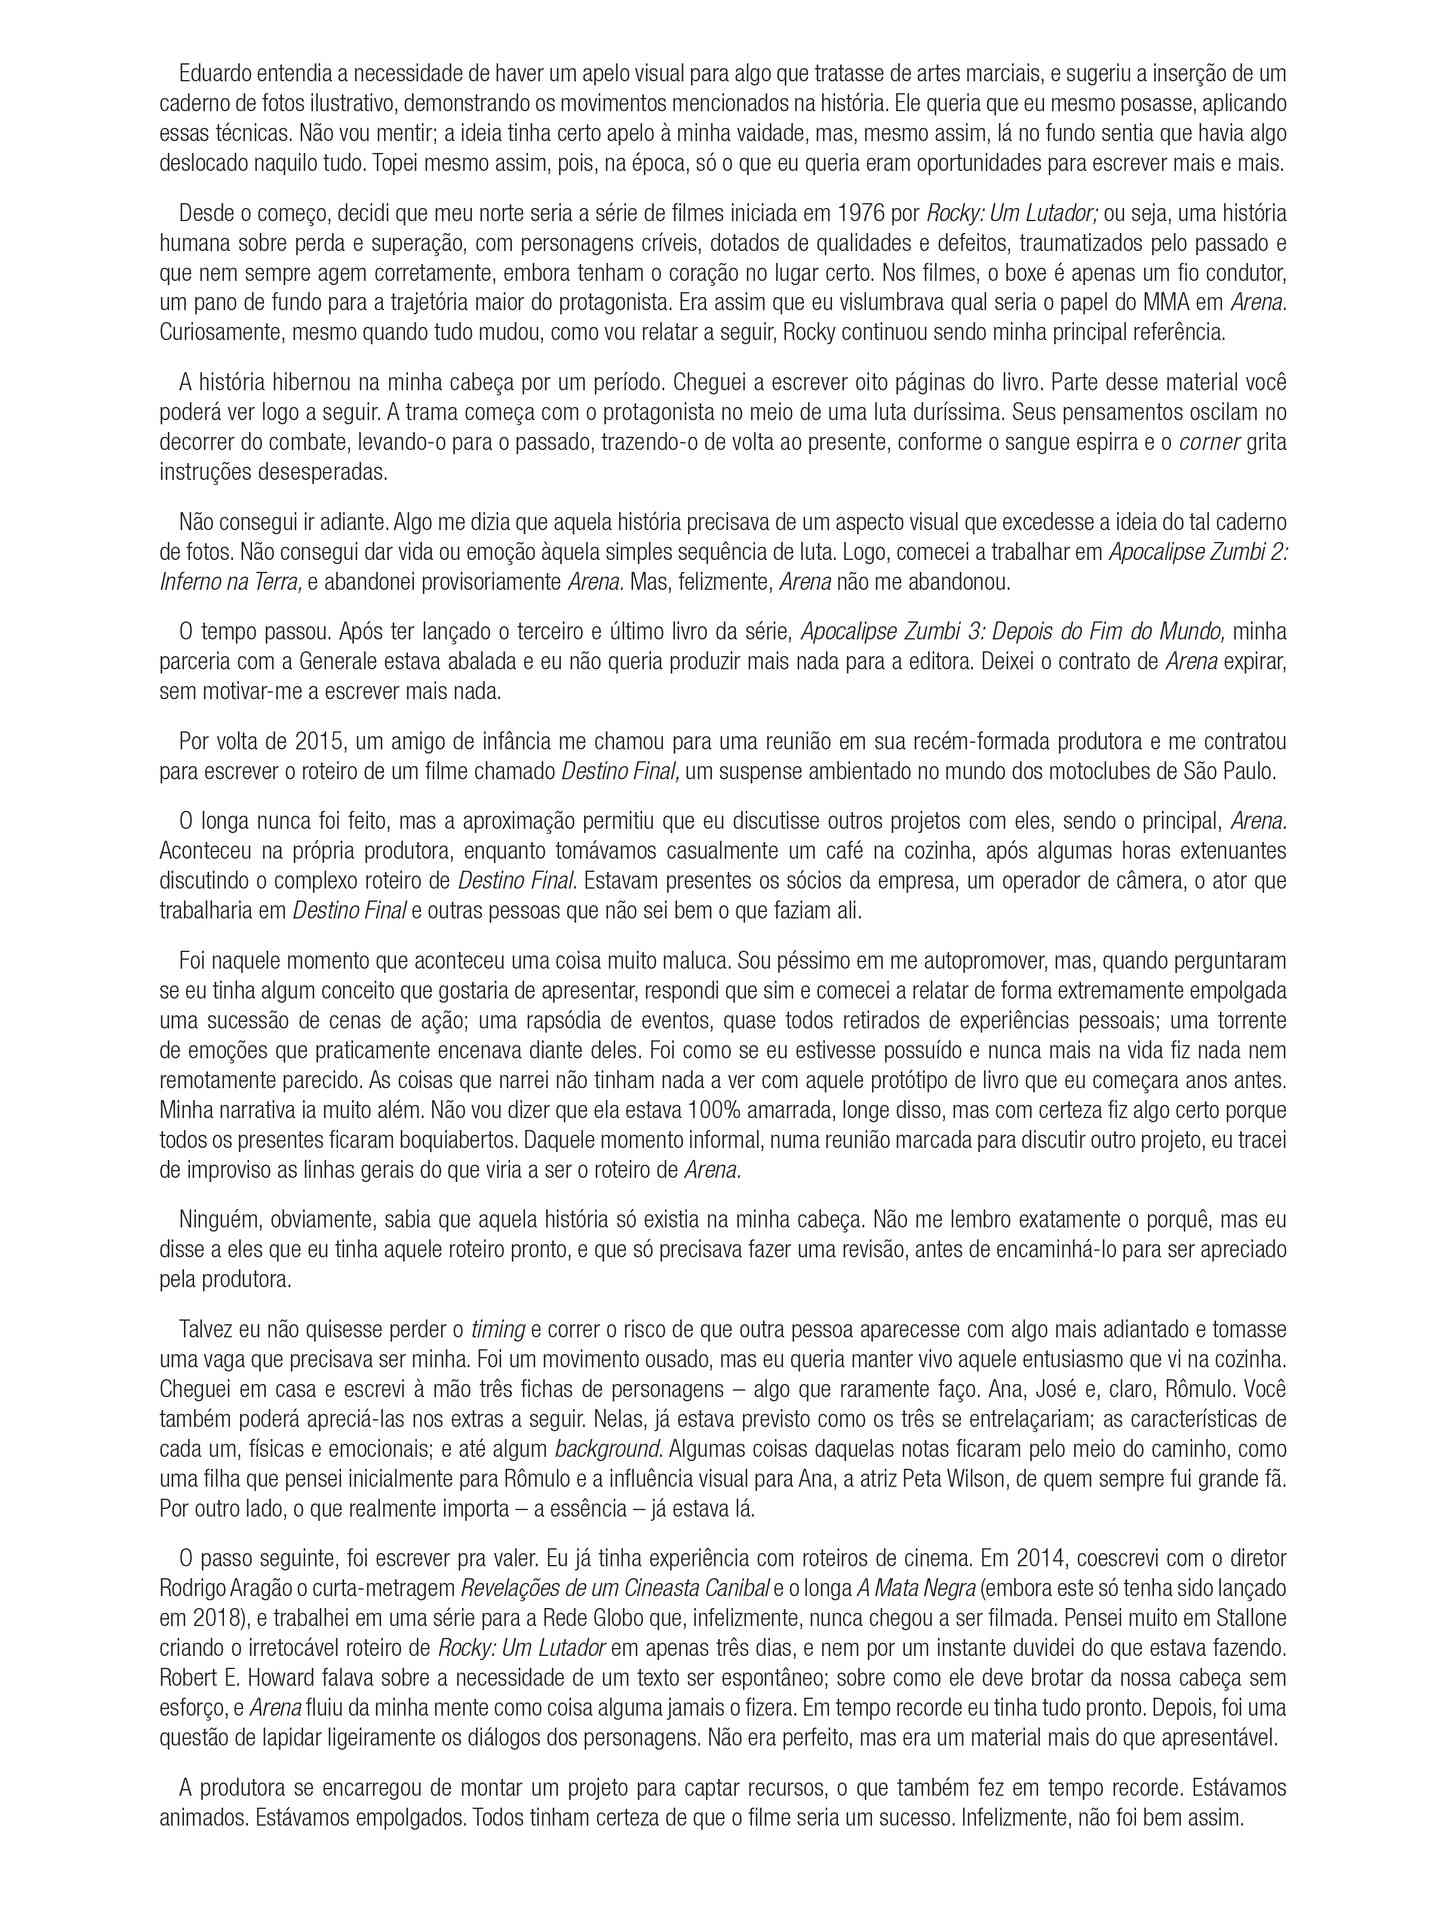 Eduardo entendia a necessidade de haver um apelo visual para algo que tratasse de artes marciais, e sugeriu a inserção de um
caderno de fotos ilustrativo, demonstrando os movimentos mencionados na história. Ele queria que eu mesmo posasse, aplicando
essas técnicas. Não vou mentir; a ideia tinha certo apelo à minha vaidade, mas, mesmo assim, lá no fundo sentia que havia algo
deslocado naquilo tudo. Topei mesmo assim, pois, na época, só o que eu queria eram oportunidades para escrever mais e mais.
Desde o começo, decidi que meu norte seria a série de filmes iniciada em 1976 por Rocky: Um Lutador; ou seja, uma história
humana sobre perda e superação, com personagens críveis, dotados de qualidades e defeitos, traumatizados pelo passado e
que nem sempre agem corretamente, embora tenham o coração no lugar certo. Nos filmes, o boxe é apenas um fio condutor,
um pano de fundo para a trajetória maior do protagonista. Era assim que eu vislumbrava qual seria o papel do MMA em Arena.
Curiosamente, mesmo quando tudo mudou, como vou relatar a seguir, Rocky continuou sendo minha principal referência.
A história hibernou na minha cabeça por um período. Cheguei a escrever oito páginas do livro. Parte desse material você
poderá ver logo a seguir. A trama começa com o protagonista no meio de uma luta duríssima. Seus pensamentos oscilam no
decorrer do combate, levando-o para o passado, trazendo-o de volta ao presente, conforme o sangue espirra e o corner grita
instruções desesperadas.
Não consegui ir adiante. Algo me dizia que aquela história precisava de um aspecto visual que excedesse a ideia do tal caderno
de fotos. Não consegui dar vida ou emoção àquela simples sequência de luta. Logo, comecei a trabalhar em Apocalipse Zumbi 2:
Inferno na Terra, e abandonei provisoriamente Arena. Mas, felizmente, Arena não me abandonou.
O tempo passou. Após ter lançado o terceiro e último livro da série, Apocalipse Zumbi 3: Depois do Fim do Mundo, minha
parceria com a Generale estava abalada e eu não queria produzir mais nada para a editora. Deixei o contrato de Arena expirar,
sem motivar-me a escrever mais nada.
Por volta de 2015, um amigo de infância me chamou para uma reunião em sua recém-formada produtora e me contratou
para escrever o roteiro de um filme chamado Destino Final, um suspense ambientado no mundo dos motoclubes de São Paulo.
O longa nunca foi feito, mas a aproximação permitiu que eu discutisse outros projetos com eles, sendo o principal, Arena.
Aconteceu na própria produtora, enquanto tomávamos casualmente um café na cozinha, após algumas horas extenuantes
discutindo o complexo roteiro de Destino Final. Estavam presentes os sócios da empresa, um operador de câmera, o ator que
trabalharia em Destino Final e outras pessoas que não sei bem o que faziam ali.
Foi naquele momento que aconteceu uma coisa muito maluca. Sou péssimo em me autopromover, mas, quando perguntaram
se eu tinha algum conceito que gostaria de apresentar, respondi que sim e comecei a relatar de forma extremamente empolgada
uma sucessão de cenas de ação; uma rapsódia de eventos, quase todos retirados de experiências pessoais; uma torrente
de emoções que praticamente encenava diante deles. Foi como se eu estivesse possuído e nunca mais na vida fiz nada nem
remotamente parecido. As coisas que narrei não tinham nada a ver com aquele protótipo de livro que eu começara anos antes.
Minha narrativa ia muito além. Não vou dizer que ela estava 100% amarrada, longe disso, mas com certeza fiz algo certo porque
todos os presentes ficaram boquiabertos. Daquele momento informal, numa reunião marcada para discutir outro projeto, eu tracei
de improviso as linhas gerais do que viria a ser o roteiro de Arena.
Ninguém, obviamente, sabia que aquela história só existia na minha cabeça. Não me lembro exatamente o porquê, mas eu
disse a eles que eu tinha aquele roteiro pronto, e que só precisava fazer uma revisão, antes de encaminhá-lo para ser apreciado
pela produtora.
Talvez eu não quisesse perder o timing e correr o risco de que outra pessoa aparecesse com algo mais adiantado e tomasse
uma vaga que precisava ser minha. Foi um movimento ousado, mas eu queria manter vivo aquele entusiasmo que vi na cozinha.
Cheguei em casa e escrevi à mão três fichas de personagens – algo que raramente faço. Ana, José e, claro, Rômulo. Você
também poderá apreciá-las nos extras a seguir. Nelas, já estava previsto como os três se entrelaçariam; as características de
cada um, físicas e emocionais; e até algum background. Algumas coisas daquelas notas ficaram pelo meio do caminho, como
uma filha que pensei inicialmente para Rômulo e a influência visual para Ana, a atriz Peta Wilson, de quem sempre fui grande fã.
Por outro lado, o que realmente importa – a essência – já estava lá.
O passo seguinte, foi escrever pra valer. Eu já tinha experiência com roteiros de cinema. Em 2014, coescrevi com o diretor
Rodrigo Aragão o curta-metragem Revelações de um Cineasta Canibal e o longa A Mata Negra (embora este só tenha sido lançado
em 2018), e trabalhei em uma série para a Rede Globo que, infelizmente, nunca chegou a ser filmada. Pensei muito em Stallone
criando o irretocável roteiro de Rocky: Um Lutador em apenas três dias, e nem por um instante duvidei do que estava fazendo.
Robert E. Howard falava sobre a necessidade de um texto ser espontâneo; sobre como ele deve brotar da nossa cabeça sem
esforço, e Arena fluiu da minha mente como coisa alguma jamais o fizera. Em tempo recorde eu tinha tudo pronto. Depois, foi uma
questão de lapidar ligeiramente os diálogos dos personagens. Não era perfeito, mas era um material mais do que apresentável.
A produtora se encarregou de montar um projeto para captar recursos, o que também fez em tempo recorde. Estávamos
animados. Estávamos empolgados. Todos tinham certeza de que o filme seria um sucesso. Infelizmente, não foi bem assim.